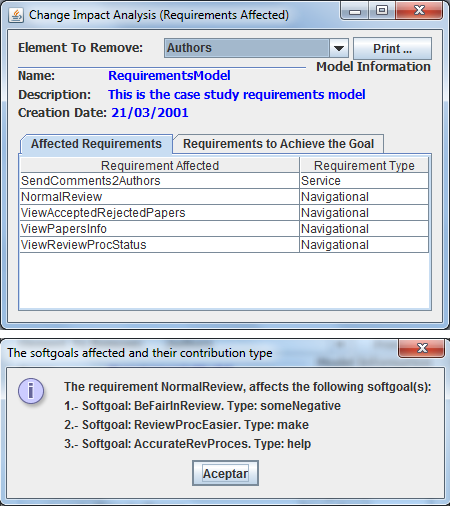 Change Impact Analysis (Requirements Affected)
Element To Remove: Authors Print ...
Model Information
Name: RequirementsModel
Description: This is the case study requirements model
Creation Date: 21/03/2001
Affected Requirements Requirements to Achieve the Goal
Requirement Affected Requirement Type
SendComments2Authors Service
NormalReview Navigational
ViewAcceptedRejectedPapers Navigational
ViewPapersInfo Navigational
ViewReviewProcStatus Navigational
The softgoals affected and their contribution type
The requirement NormalReview, affects the following softgoal(s):
1.- Softgoal: BeFairInReview. Type: someNegative
2.- Softgoal: ReviewProcEasier. Type: make
3.- Softgoal: AccurateRevProces. Type: help
Aceptar